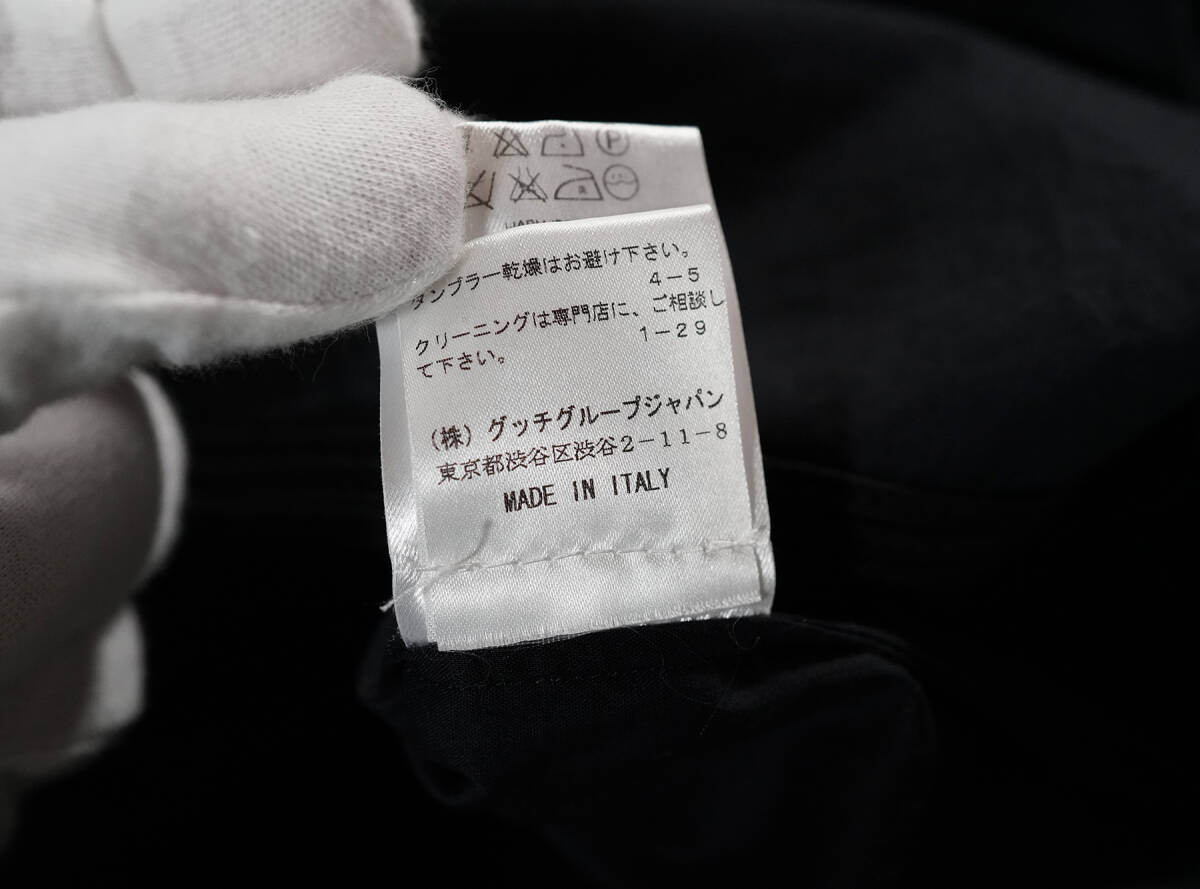 タンブラー乾燥はお避け下さい。
4-5
クリーニングは専門店に、ご相談し
1-29
て下さい。
(株) グッチグループジャパン
東京都渋谷区渋谷2-11-8
MADE IN ITALY